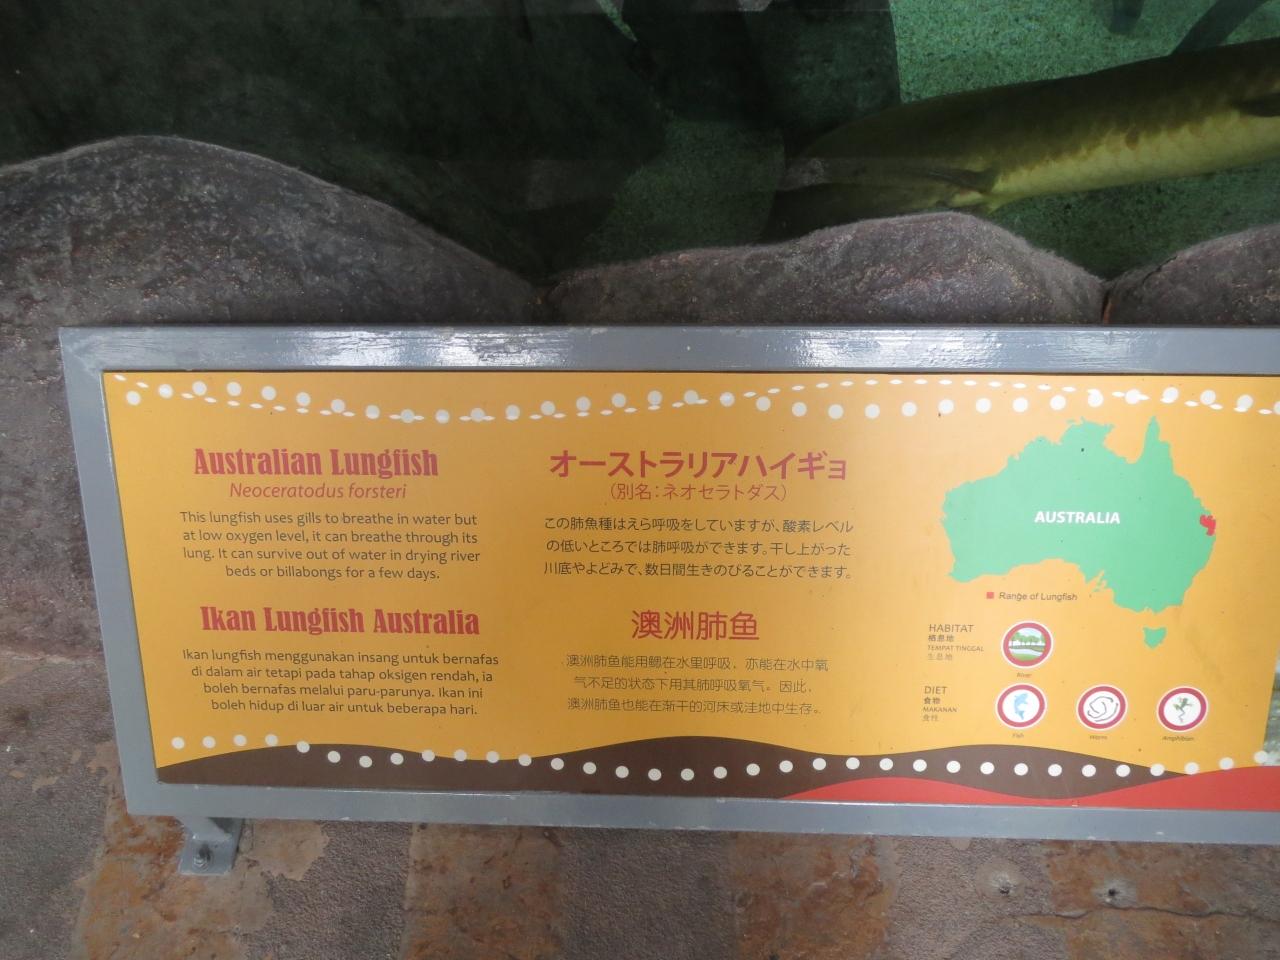 Australian Lungfish
Neoceratodus forsteri
This lungfish uses gills to breathe in water but
at low oxygen level, it can breathe through its
lung. It can survive out of water in drying river
beds or billabongs for a few days.
Ikan Lungfish Australia
Ikan lungfish menggunakan insang untuk bernafas
di dalam air tetapi pada tahap oksigen rendah, ia
boleh bernafas melalui paru-parunya. Ikan ini
boleh hidup di luar air untuk beberapa hari.
オーストラリアハイギョ
（別名：ネオセラトダス）
この肺魚種はえら呼吸をしていますが、酸素レベル
の低いところでは肺呼吸ができます。干し上がった
川底やよどみで、数日間生きのびることができます。
澳洲肺鱼
澳洲肺鱼能用鳃在水里呼吸，亦能在水中氧
气不足的状态下用其肺呼吸氧气。因此，
澳洲肺鱼也能在渐干的河床或洼地中生存。
AUSTRALIA
Range of Lungfish
HABITAT
栖息地
TEMPAT TINGGAL
生息地
River
DIET
食物
MAKANAN
食性
Fish
Worm
Amphibian